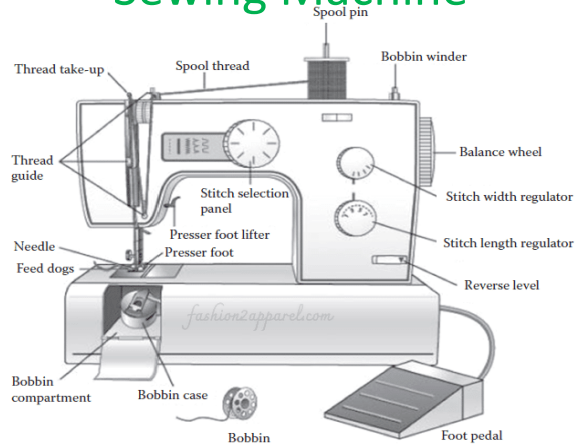 Sewing Machine
Spool pin
Bobbin winder
Thread take-up
Spool thread
Balance wheel
Thread
guide
Stitch selection
panel
Stitch width regulator
Presser foot lifter
Stitch length regulator
Needle
Presser foot
Feed dogs
Reverse level
fashion2apparel.com
Bobbin
compartment
Bobbin case
Bobbin
Foot pedal